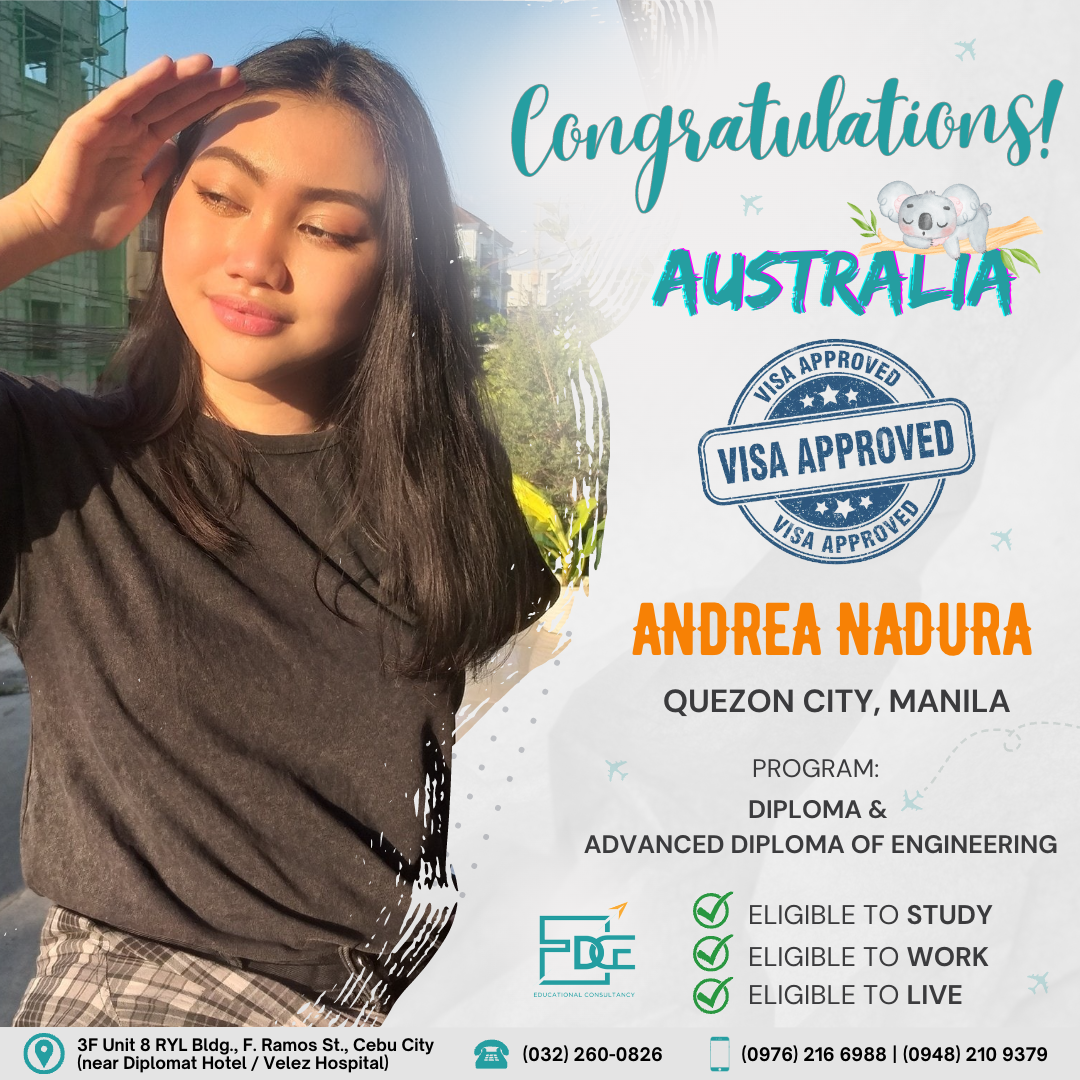 Congratulations!
AUSTRALIA
VISA APPROVED
VISA APPROVED
VISA APPROVED
ANDREA NADURA
QUEZON CITY, MANILA
PROGRAM:
DIPLOMA &
ADVANCED DIPLOMA OF ENGINEERING
EDGE
EDUCATIONAL CONSULTANCY
ELIGIBLE TO STUDY
ELIGIBLE TO WORK
ELIGIBLE TO LIVE
3F Unit 8 RYL Bldg., F. Ramos St., Cebu City
(near Diplomat Hotel / Velez Hospital)
(032) 260-0826
(0976) 216 6988 | (0948) 210 9379